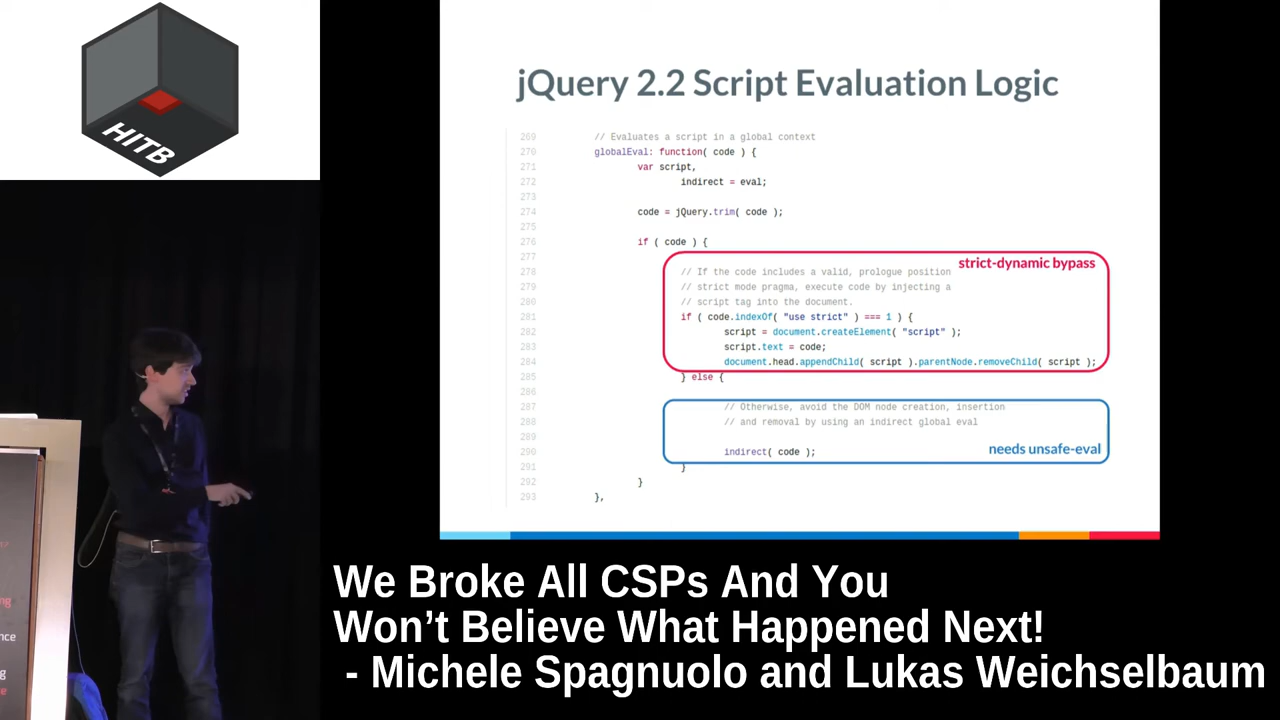 HITB
jQuery 2.2 Script Evaluation Logic
269 // Evaluates a script in a global context
270 globalEval: function( code ) {
271 var script,
272 indirect = eval;
273
274 code = jQuery.trim( code );
275
276 if ( code ) {
277
strict-dynamic bypass
278 // If the code includes a valid, prologue position
279 // strict mode pragma, execute code by injecting a
280 // script tag into the document.
281 if ( code.indexOf( "use strict" ) === 1 ) {
282 script = document.createElement( "script" );
283 script.text = code;
284 document.head.appendChild( script ).parentNode.removeChild( script );
285 } else {
286
287 // Otherwise, avoid the DOM node creation, insertion
288 // and removal by using an indirect global eval
289
needs unsafe-eval
290 indirect( code );
291 }
292 }
293 },
We Broke All CSPs And You
Won’t Believe What Happened Next!
- Michele Spagnuolo and Lukas Weichselbaum